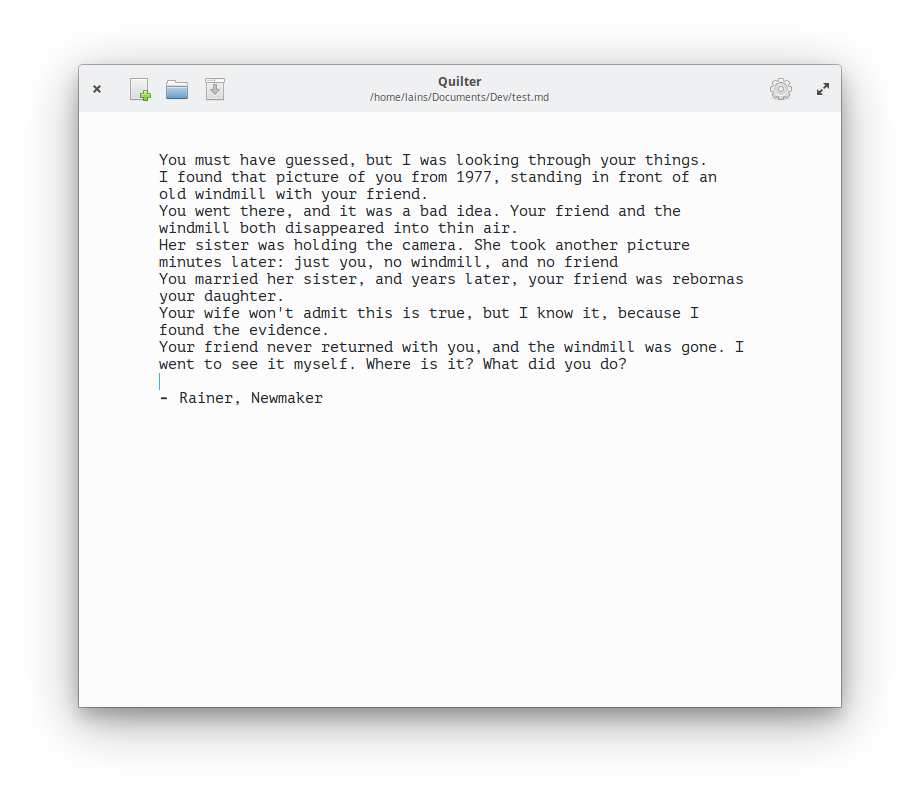 Quilter
/home/lains/Documents/Dev/test.md
You must have guessed, but I was looking through your things.
I found that picture of you from 1977, standing in front of an
old windmill with your friend.
You went there, and it was a bad idea. Your friend and the
windmill both disappeared into thin air.
Her sister was holding the camera. She took another picture
minutes later: just you, no windmill, and no friend
You married her sister, and years later, your friend was rebornas
your daughter.
Your wife won't admit this is true, but I know it, because I
found the evidence.
Your friend never returned with you, and the windmill was gone. I
went to see it myself. Where is it? What did you do?
- Rainer, Newmaker